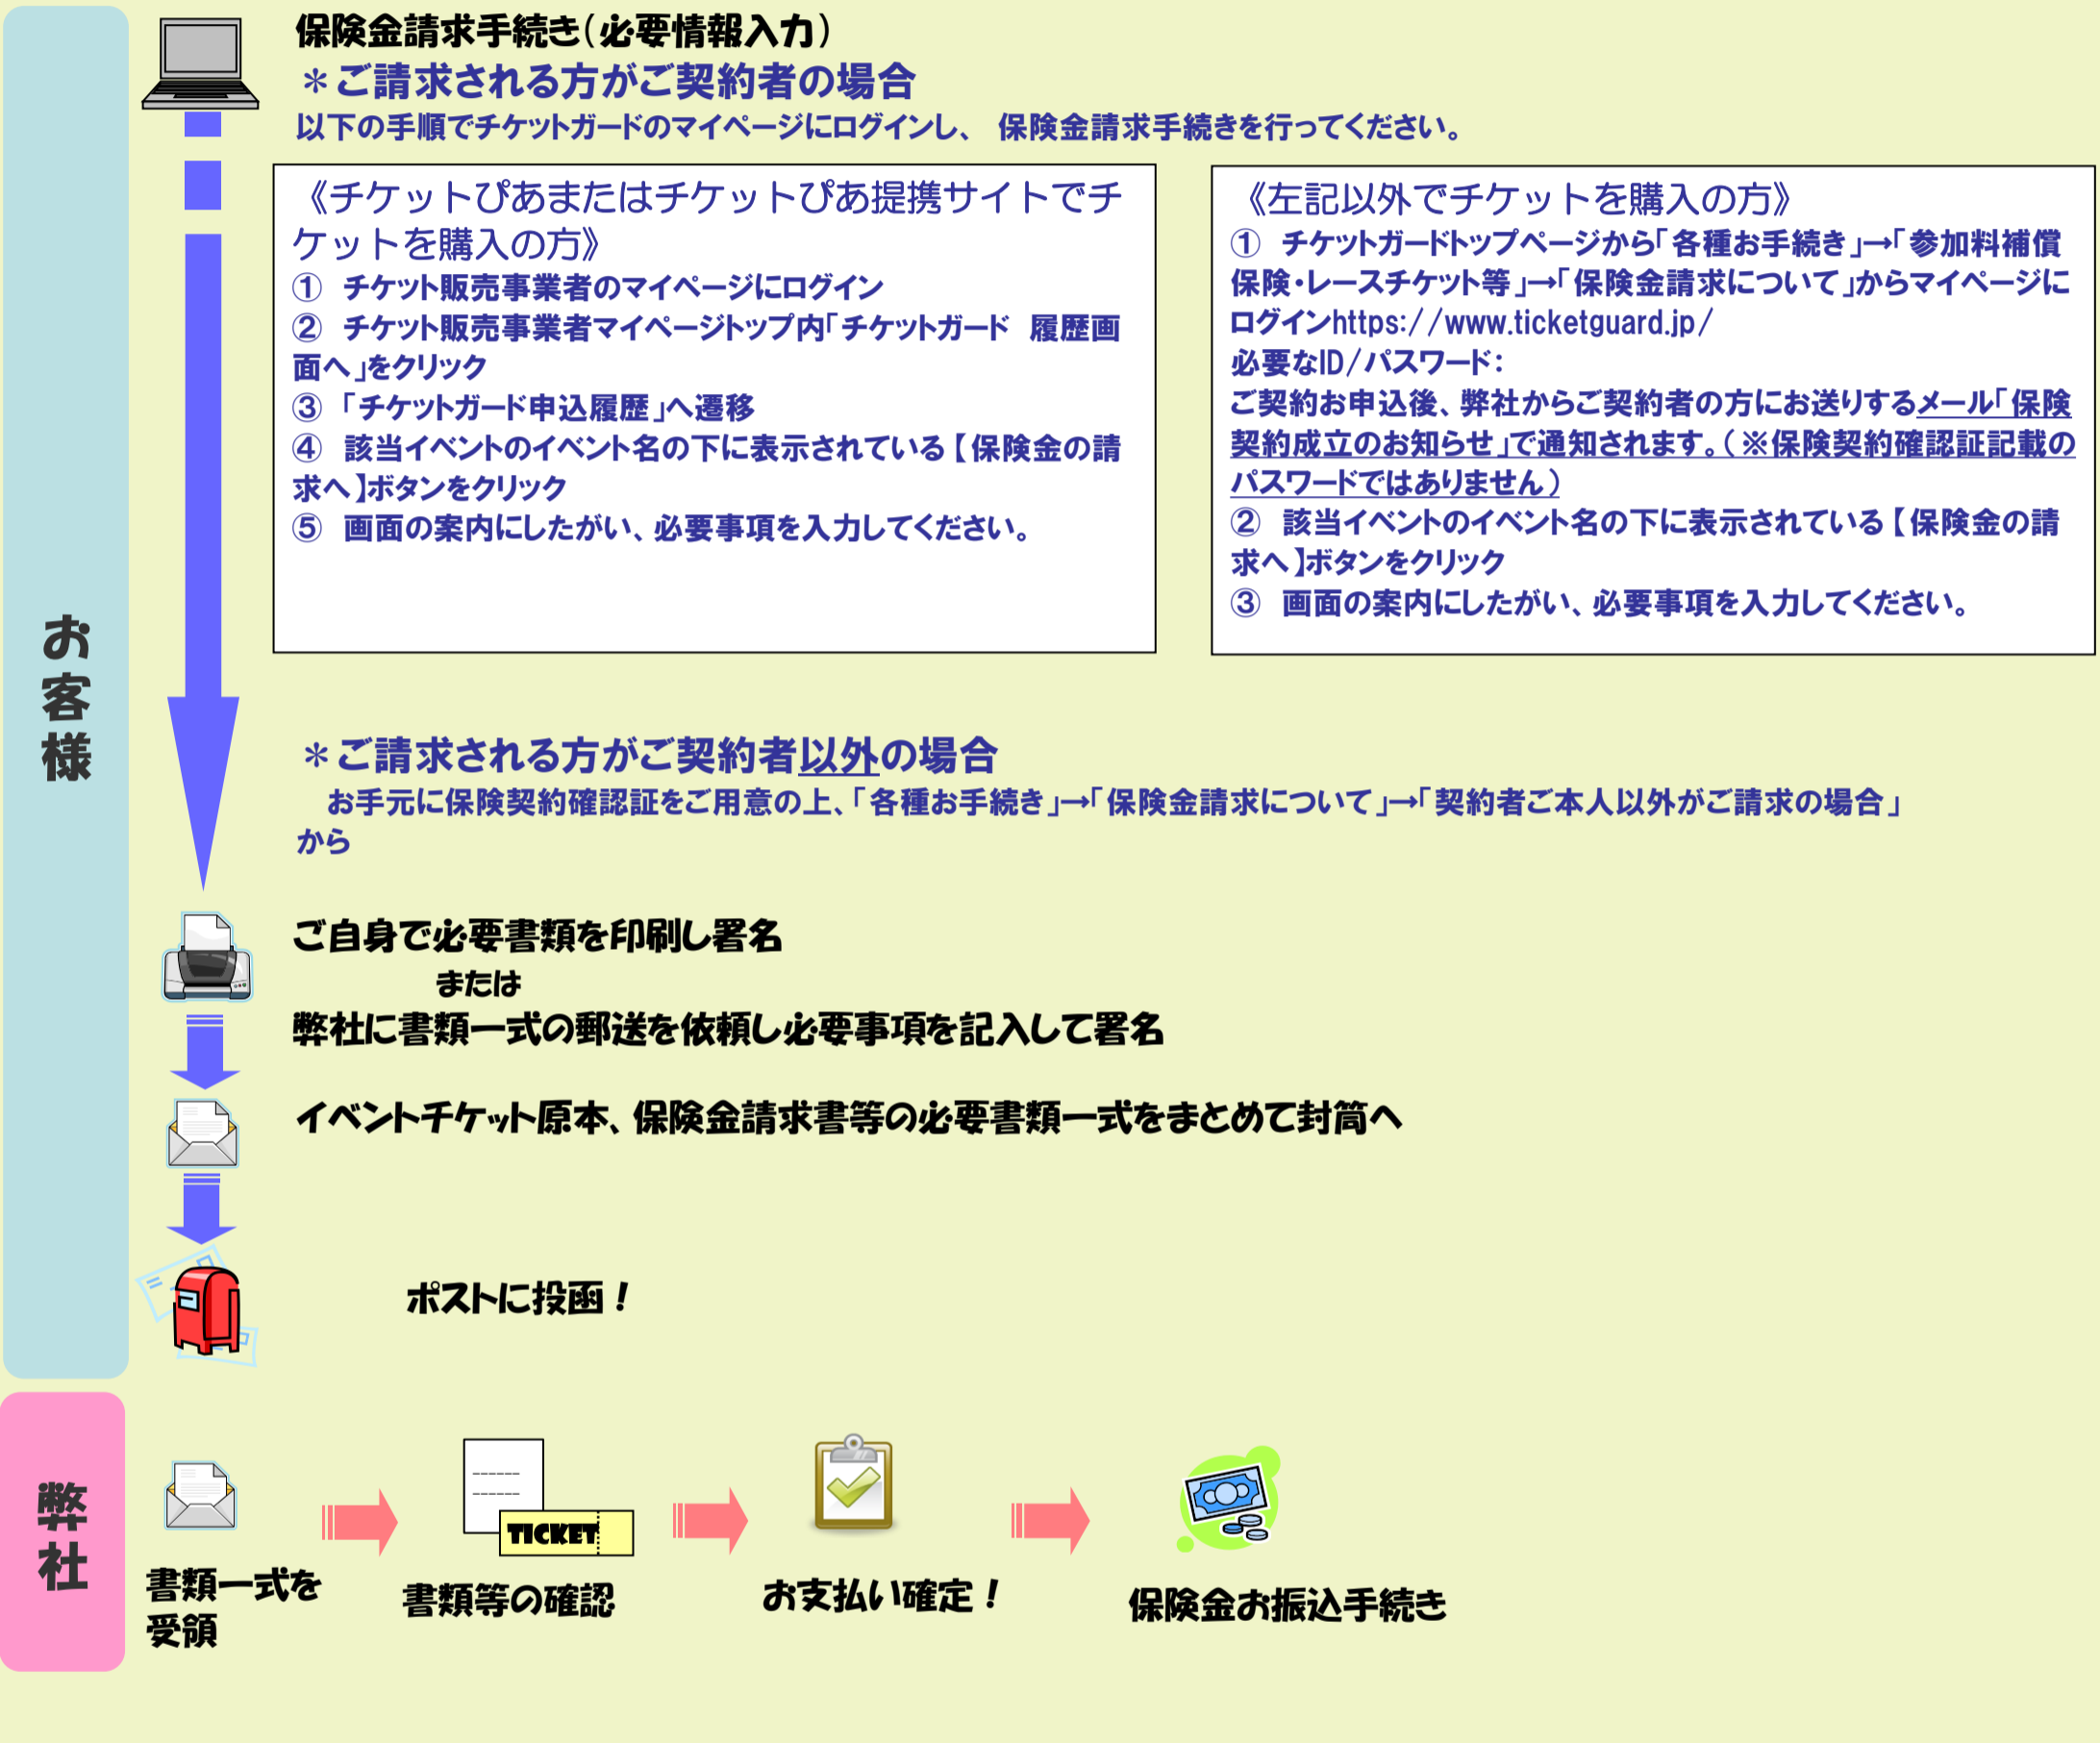 保険金請求手続き（必要情報入力）
＊ご請求される方がご契約者の場合
以下の手順でチケットガードのマイページにログインし、 保険金請求手続きを行ってください。
《チケットぴあまたはチケットぴあ提携サイトでチ
ケットを購入の方》
① チケット販売事業者のマイページにログイン
② チケット販売事業者マイページトップ内「チケットガード 履歴画
面へ」をクリック
③ 「チケットガード申込履歴」へ遷移
④ 該当イベントのイベント名の下に表示されている【保険金の請
求へ】ボタンをクリック
⑤ 画面の案内にしたがい、必要事項を入力してください。
《左記以外でチケットを購入の方》
① チケットガードトップページから「各種お手続き」→「参加料補償
保険・レースチケット等」→「保険金請求について」からマイページに
ログインhttps://www.ticketguard.jp/
必要なID/パスワード：
ご契約お申込後、弊社からご契約者の方にお送りするメール「保険
契約成立のお知らせ」で通知されます。（※保険契約確認証記載の
パスワードではありません）
② 該当イベントのイベント名の下に表示されている【保険金の請
求へ】ボタンをクリック
③ 画面の案内にしたがい、必要事項を入力してください。
お客様
＊ご請求される方がご契約者以外の場合
お手元に保険契約確認証をご用意の上、「各種お手続き」→「保険金請求について」→「契約者ご本人以外がご請求の場合」
から
ご自身で必要書類を印刷し署名
または
弊社に書類一式の郵送を依頼し必要事項を記入して署名
イベントチケット原本、保険金請求書等の必要書類一式をまとめて封筒へ
ポストに投函！
弊社
TICKET
書類一式を
受領
書類等の確認
お支払い確定！
保険金お振込手続き